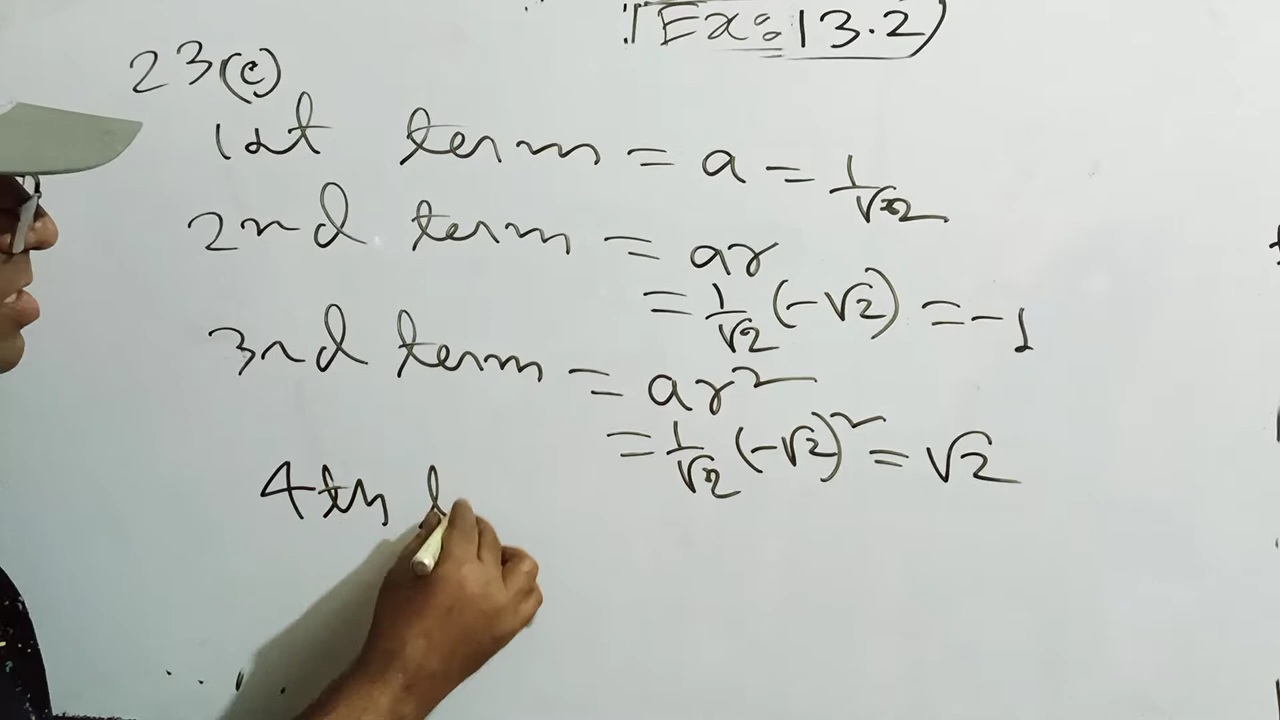 Ex: 13.2)
23(c)
1st term = a = 1/√2
2nd term = ar
= 1/√2 (-√2) = -1
3rd term = ar²
= 1/√2 (-√2)² = √2
4th t